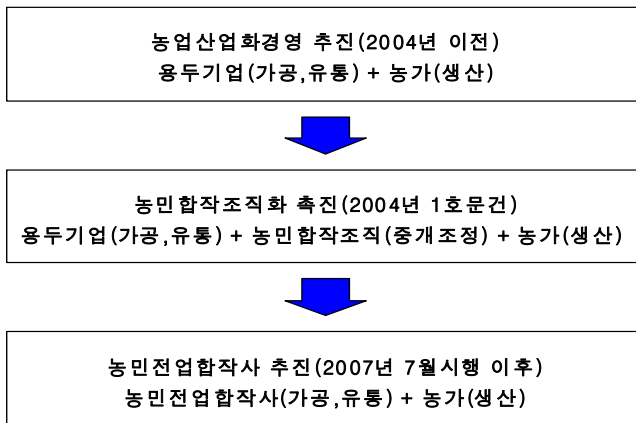 농업산업화경영 추진(2004년 이전)
용두기업(가공,유통) + 농가(생산)
농민합작조직화 촉진(2004년 1호문건)
용두기업(가공,유통) + 농민합작조직(중개조정) + 농가(생산)
농민전업합작사 추진(2007년 7월시행 이후)
농민전업합작사(가공,유통) + 농가(생산)